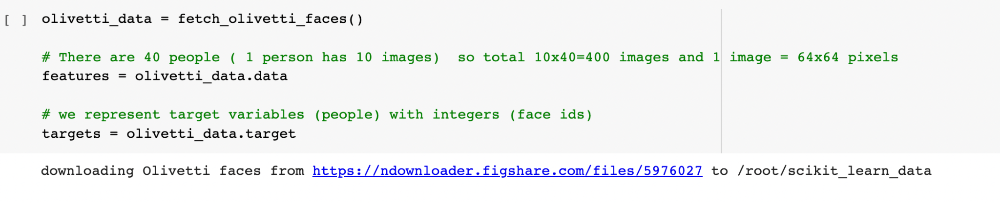 [ ] olivetti_data = fetch_olivetti_faces()
# There are 40 people ( 1 person has 10 images)  so total 10x40=400 images and 1 image = 64x64 pixels
features = olivetti_data.data
# we represent target variables (people) with integers (face ids)
targets = olivetti_data.target
downloading Olivetti faces from https://ndownloader.figshare.com/files/5976027 to /root/scikit_learn_data